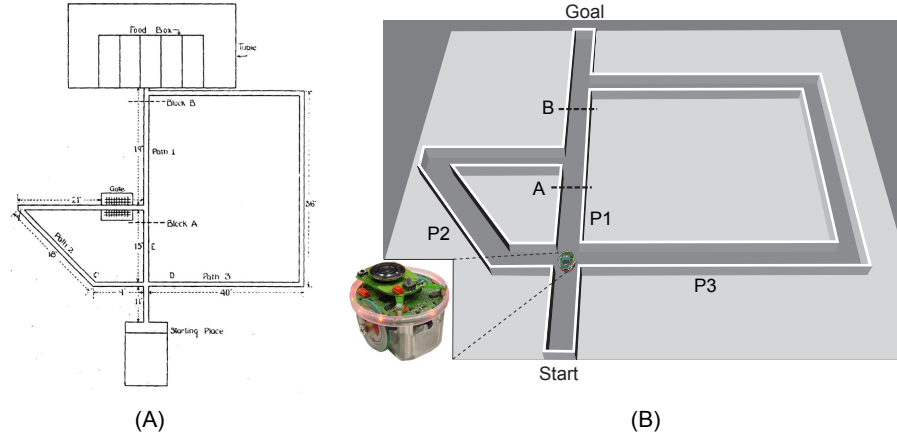 Food Box
Table
Block B
Path 1
19'
Gate
21'
36'
Block A
15'
E
Path 2
18'
C
D
Path 3
40'
Starting Place
(A)
Goal
B
A
P1
P2
P3
Start
(B)